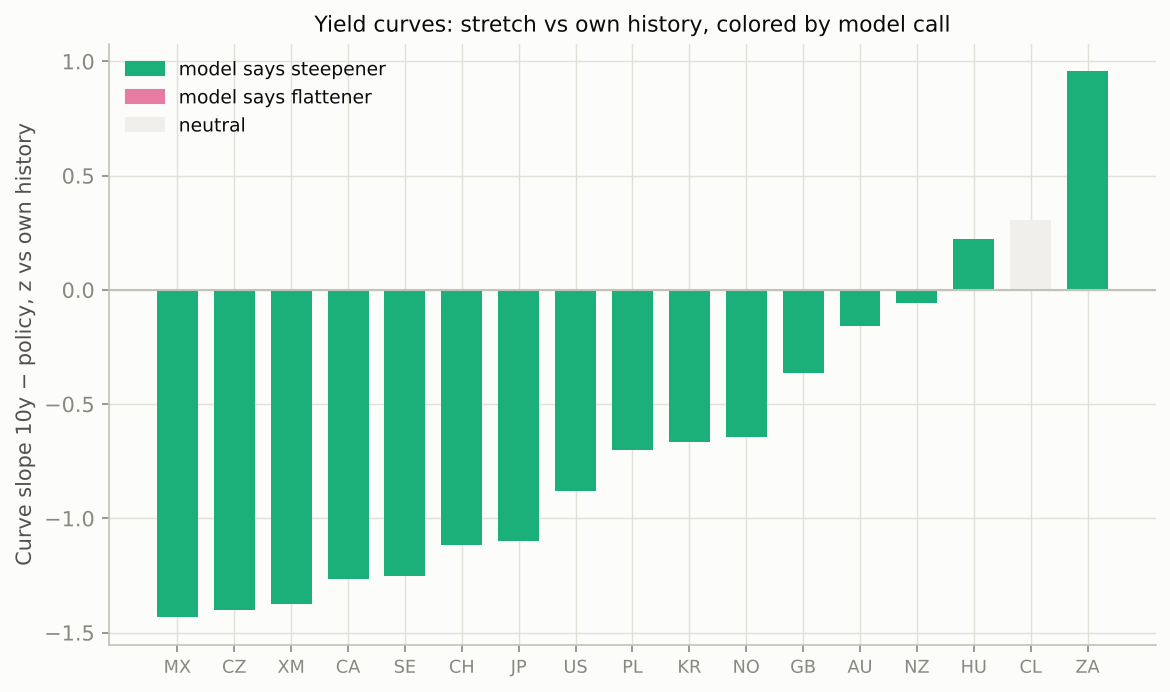 Yield curves: stretch vs own history, colored by model call
model says steepener
model says flattener
neutral
Curve slope 10y − policy, z vs own history
1.0
0.5
0.0
−0.5
−1.0
−1.5
MX CZ XM CA SE CH JP US PL KR NO GB AU NZ HU CL ZA